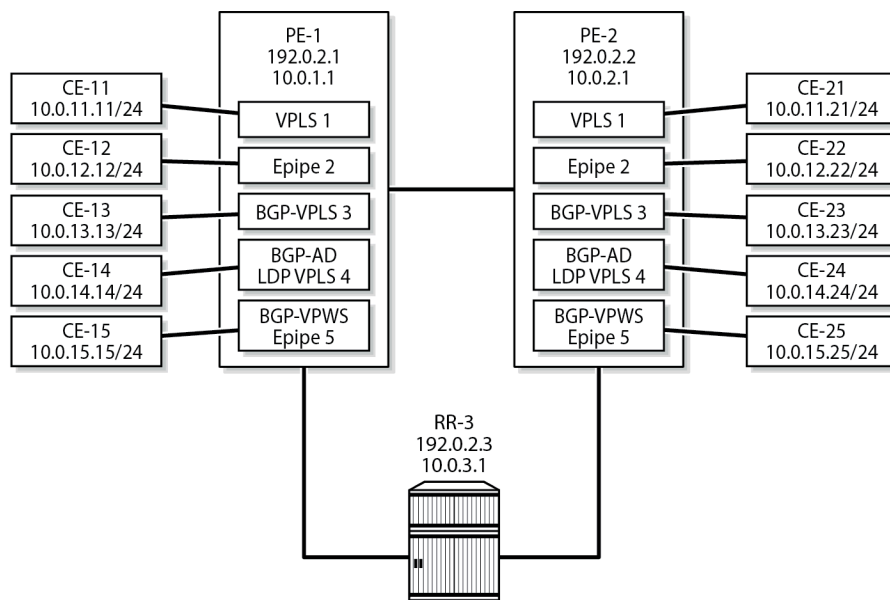 PE-1
192.0.2.1
10.0.1.1
PE-2
192.0.2.2
10.0.2.1
CE-11
10.0.11.11/24
VPLS 1
VPLS 1
CE-21
10.0.11.21/24
CE-12
10.0.12.12/24
Epipe 2
Epipe 2
CE-22
10.0.12.22/24
CE-13
10.0.13.13/24
BGP-VPLS 3
BGP-VPLS 3
CE-23
10.0.13.23/24
CE-14
10.0.14.14/24
BGP-AD
LDP VPLS 4
BGP-AD
LDP VPLS 4
CE-24
10.0.14.24/24
CE-15
10.0.15.15/24
BGP-VPWS
Epipe 5
BGP-VPWS
Epipe 5
CE-25
10.0.15.25/24
RR-3
192.0.2.3
10.0.3.1